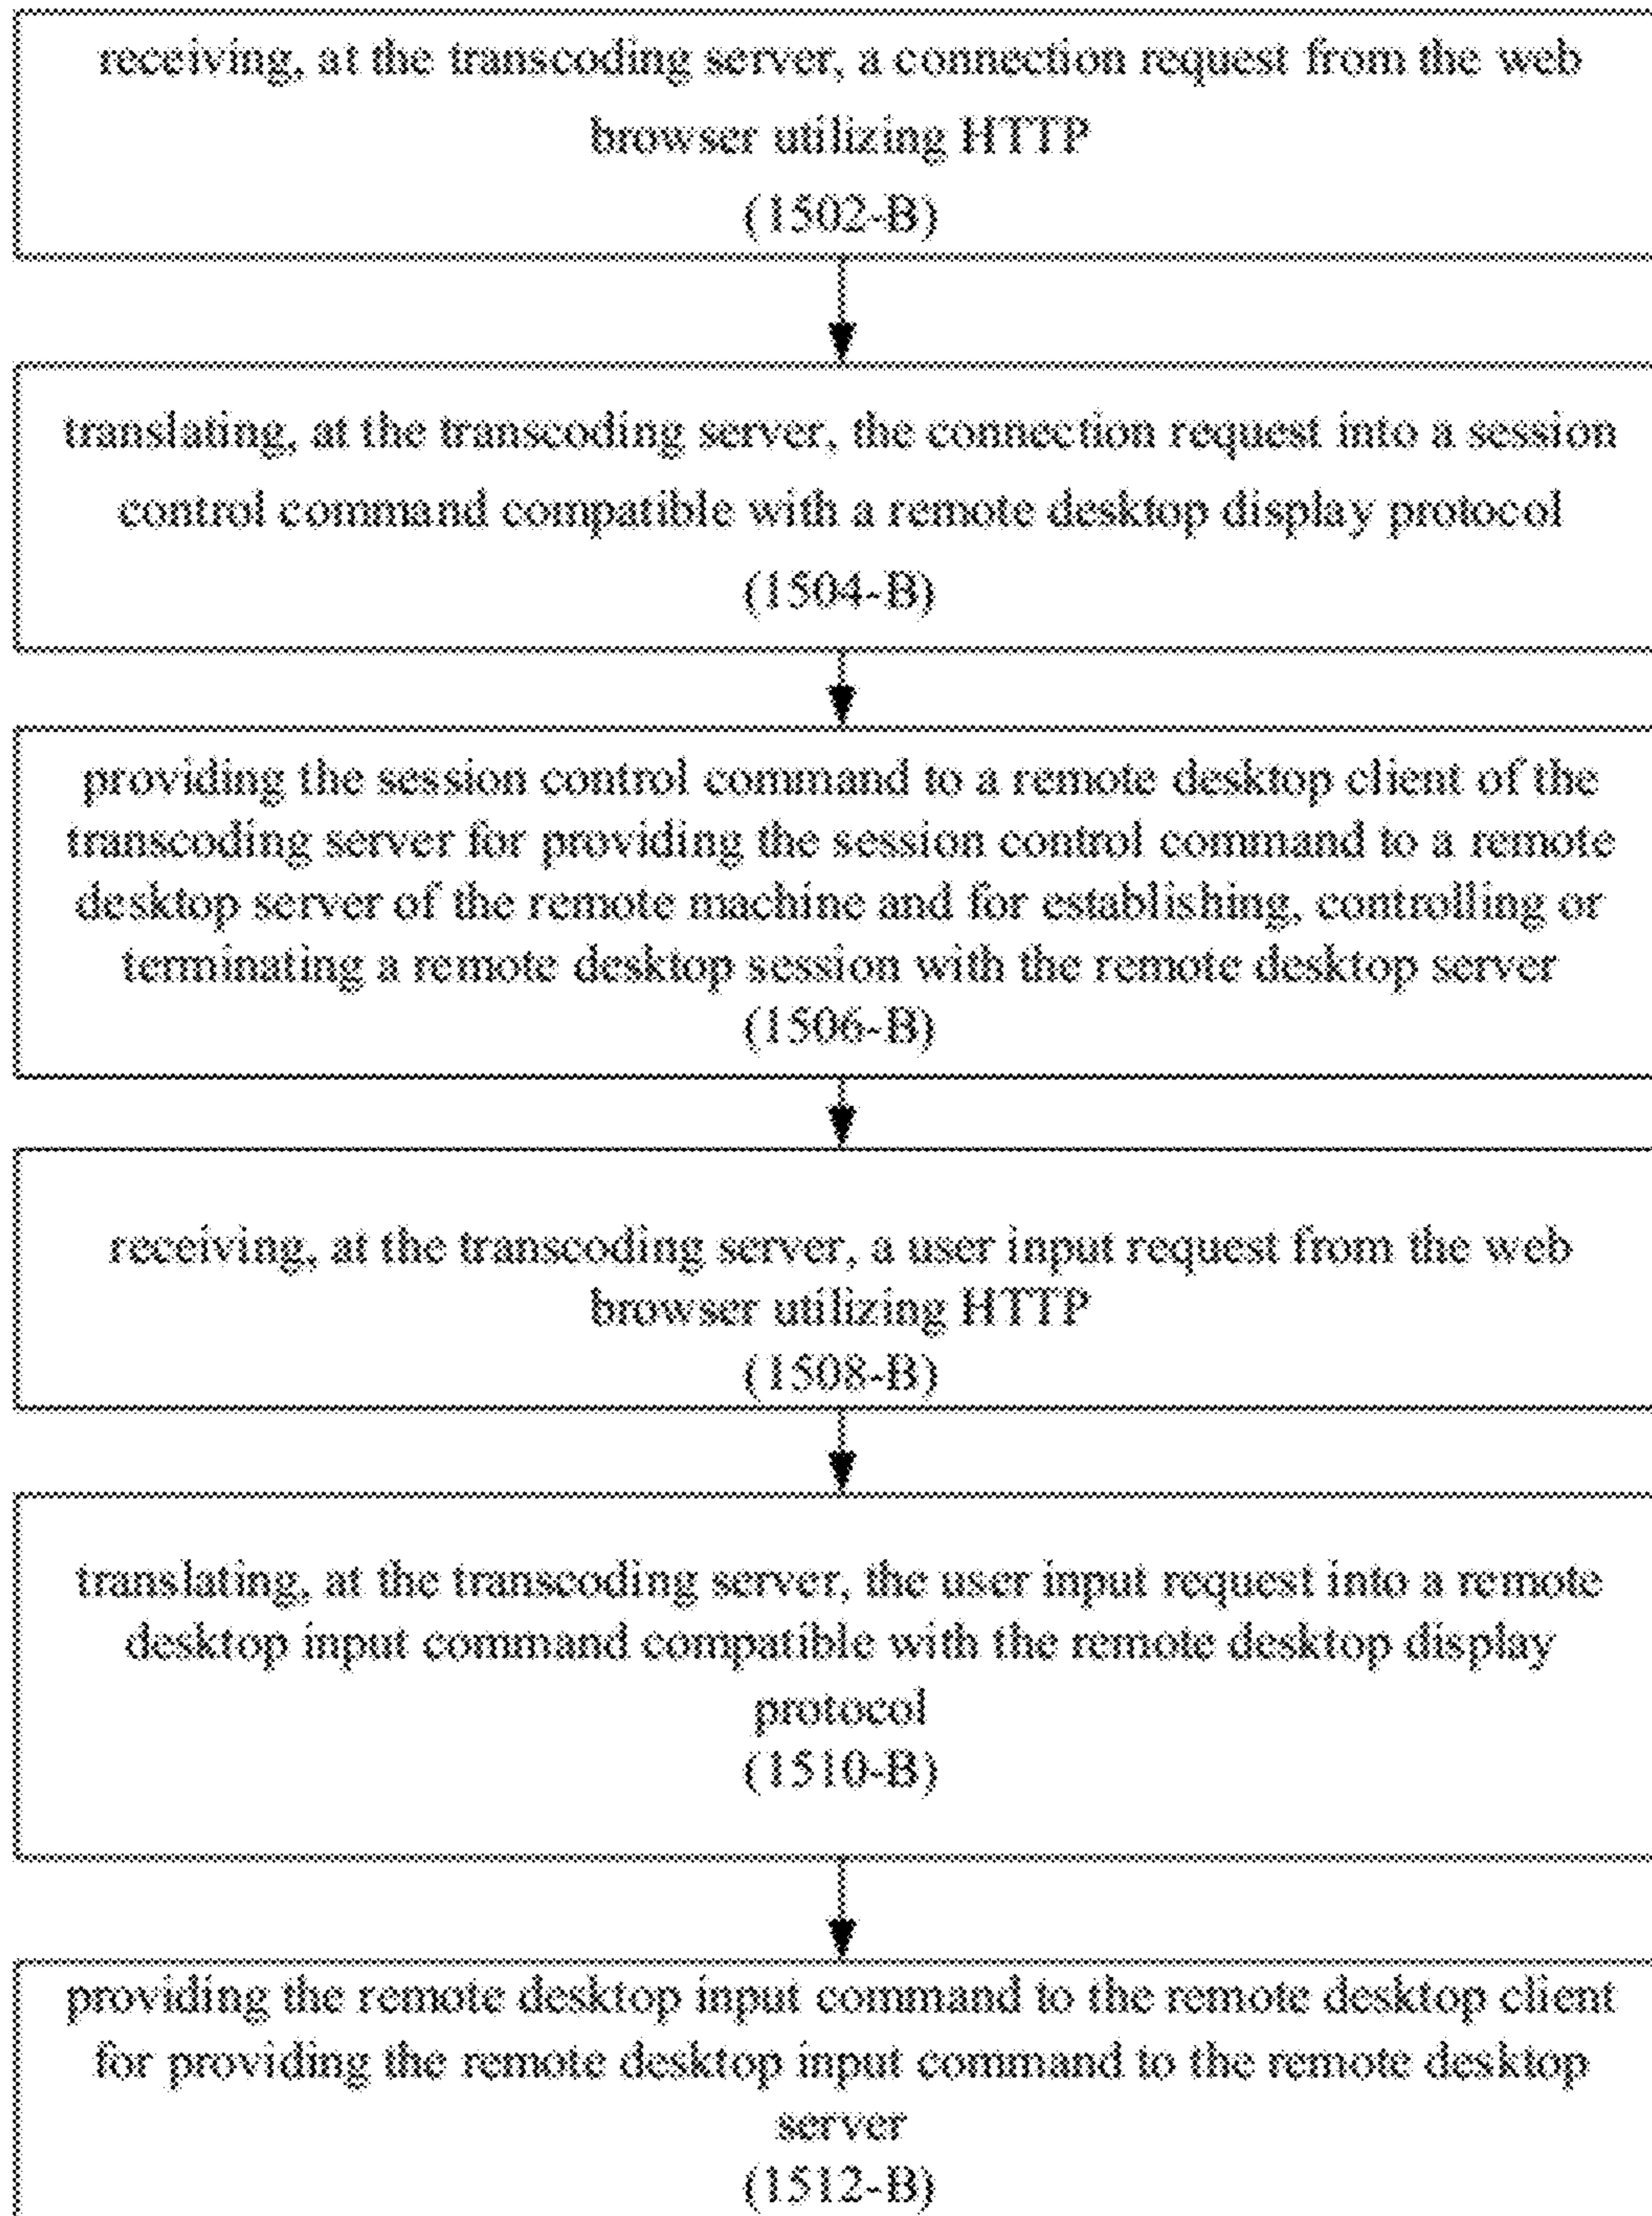 receiving, at the transcoding server, a connection request from the web
browser utilizing HTTP
(1502-B)
translating, at the transcoding server, the connection request into a session
control command compatible with a remote desktop display protocol
(1504-B)
providing the session control command to a remote desktop client of the
transcoding server for providing the session control command to a remote
desktop server of the remote machine and for establishing, controlling or
terminating a remote desktop session with the remote desktop server
(1506-B)
receiving, at the transcoding server, a user input request from the web
browser utilizing HTTP
(1508-B)
translating, at the transcoding server, the user input request into a remote
desktop input command compatible with the remote desktop display
protocol
(1510-B)
providing the remote desktop input command to the remote desktop client
for providing the remote desktop input command to the remote desktop
server
(1512-B)